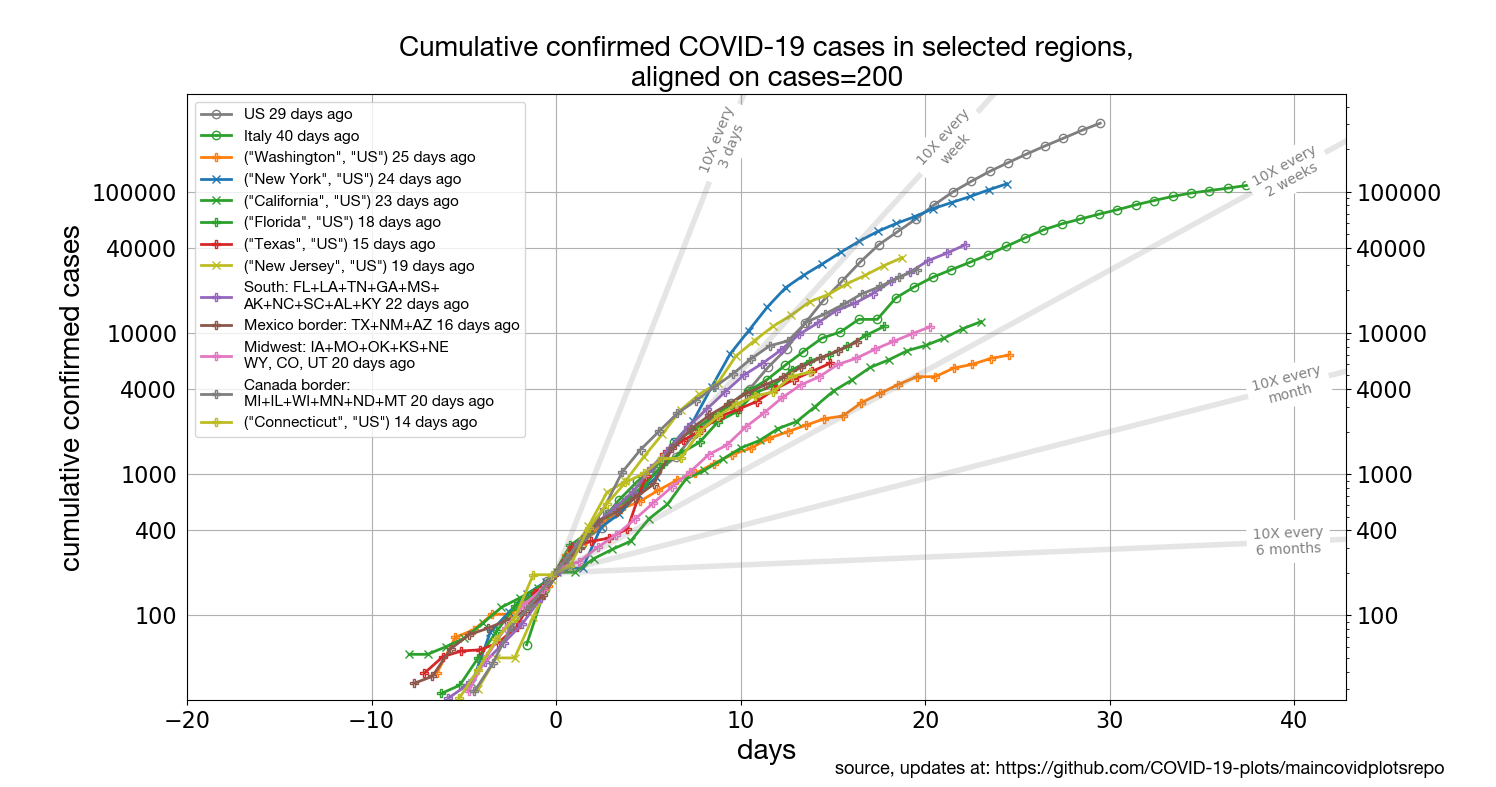 Cumulative confirmed COVID-19 cases in selected regions,
aligned on cases=200
US 29 days ago
Italy 40 days ago
("Washington", "US") 25 days ago
("New York", "US") 24 days ago
("California", "US") 23 days ago
("Florida", "US") 18 days ago
("Texas", "US") 15 days ago
("New Jersey", "US") 19 days ago
South: FL+LA+TN+GA+MS+
AK+NC+SC+AL+KY 22 days ago
Mexico border: TX+NM+AZ 16 days ago
Midwest: IA+MO+OK+KS+NE
WY, CO, UT 20 days ago
Canada border:
MI+IL+WI+MN+ND+MT 20 days ago
("Connecticut", "US") 14 days ago
10X every
3 days
10X every
week
10X every
2 weeks
10X every
month
10X every
6 months
cumulative confirmed cases
100000
40000
10000
4000
1000
400
100
100000
40000
10000
4000
1000
400
100
−20
−10
0
10
20
30
40
days
source, updates at: https://github.com/COVID-19-plots/maincovidplotsrepo